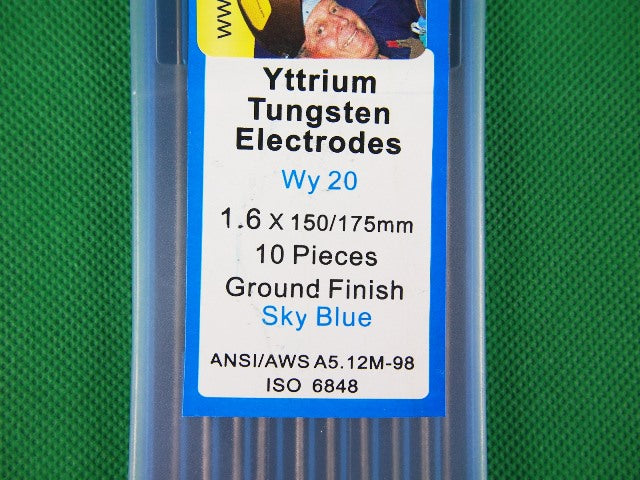 www.
Yttrium
Tungsten
Electrodes
Wy 20
1.6 X 150/175mm
10 Pieces
Ground Finish
Sky Blue
ANSI/AWS A5.12M-98
ISO 6848